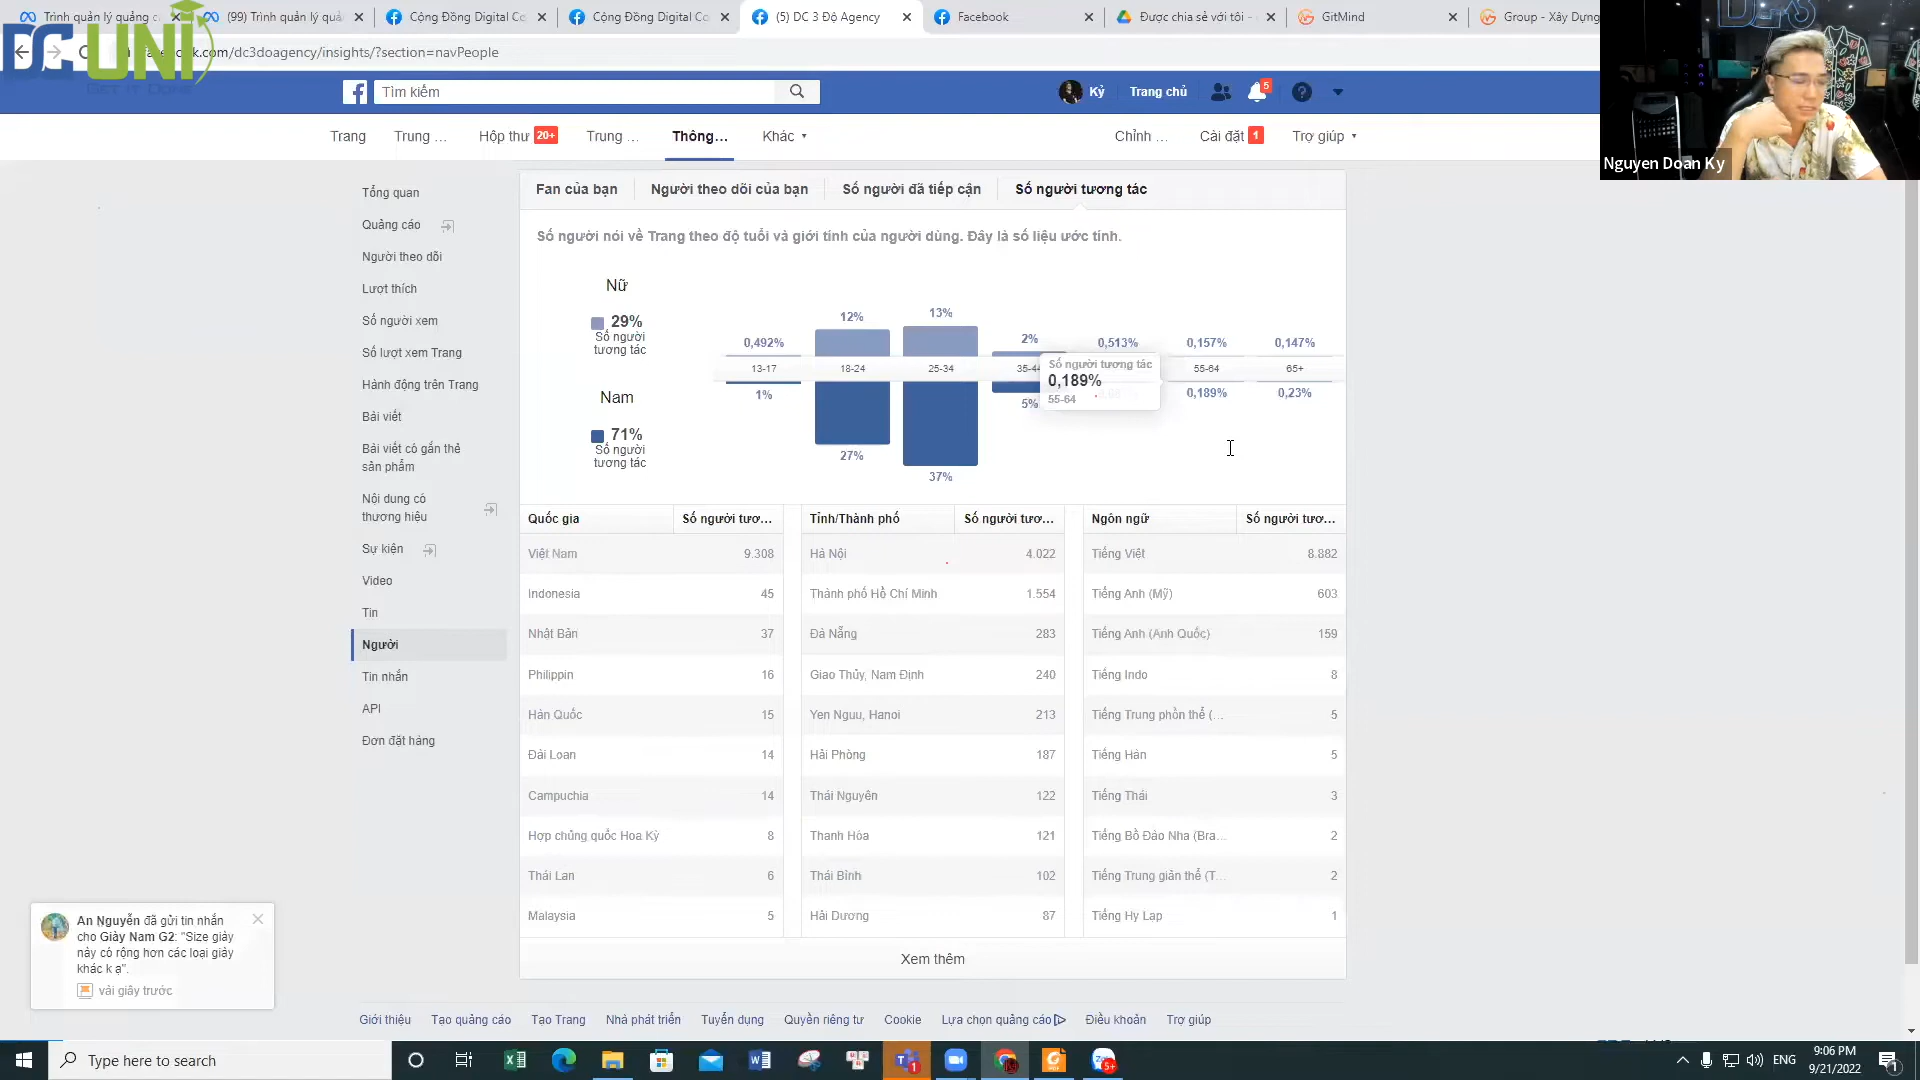 (99) Trình quản lý quả
Cộng Đồng Digital Co
Cộng Đồng Digital Co
(5) DC 3 Độ Agency
Facebook
Được chia sẻ với tôi -
GitMind
Group - Xây Dựng
DC UNI
GET IT DONE
k.com/dc3doagency/insights/?section=navPeople
Tìm kiếm
Kỷ
Trang chủ
5
Nguyen Doan Ky
Trang
Trung ...
Hộp thư 20+
Trung ...
Thông...
Khác
Chỉnh ...
Cài đặt 1
Trợ giúp
Tổng quan
Quảng cáo
Người theo dõi
Lượt thích
Số người xem
Số lượt xem Trang
Hành động trên Trang
Bài viết
Bài viết có gắn thẻ
sản phẩm
Nội dung có
thương hiệu
Sự kiện
Video
Tin
Người
Tin nhắn
API
Đơn đặt hàng
Fan của bạn
Người theo dõi của bạn
Số người đã tiếp cận
Số người tương tác
Số người nói về Trang theo độ tuổi và giới tính của người dùng. Đây là số liệu ước tính.
Nữ
29%
Số người
tương tác
Nam
71%
Số người
tương tác
0,492% 12% 13% 2% 0,513% 0,157% 0,147%
13-17 18-24 25-34 35-44 55-64 65+
1% 27% 37% 5% 0,189% 0,23%
Số người tương tác
0,189%
55-64
Quốc gia Số người tươ...
Việt Nam 9.308
Indonesia 45
Nhật Bản 37
Philippin 16
Hàn Quốc 15
Đài Loan 14
Campuchia 14
Hợp chủng quốc Hoa Kỳ 8
Thái Lan 6
Malaysia 5
Tỉnh/Thành phố Số người tươ...
Hà Nội 4.022
Thành phố Hồ Chí Minh 1.554
Đà Nẵng 283
Giao Thủy, Nam Định 240
Yen Nguu, Hanoi 213
Hải Phòng 187
Thái Nguyên 122
Thanh Hóa 121
Thái Bình 102
Hải Dương 87
Ngôn ngữ Số người tươ...
Tiếng Việt 8.882
Tiếng Anh (Mỹ) 603
Tiếng Anh (Anh Quốc) 159
Tiếng Indo 8
Tiếng Trung phồn thể (...
5
Tiếng Hàn 5
Tiếng Thái 3
Tiếng Bồ Đào Nha (Bra... 2
Tiếng Trung giản thể (T... 2
Tiếng Hy Lạp 1
Xem thêm
An Nguyễn đã gửi tin nhắn
cho Giày Nam G2: "Size giày
này có rộng hơn các loại giày
khác k ạ".
vài giây trước
Giới thiệu
Tạo quảng cáo
Tạo Trang
Nhà phát triển
Tuyển dụng
Quyền riêng tư
Cookie
Lựa chọn quảng cáo
Điều khoản
Trợ giúp
Type here to search
ENG
9:06 PM
9/21/2022
1